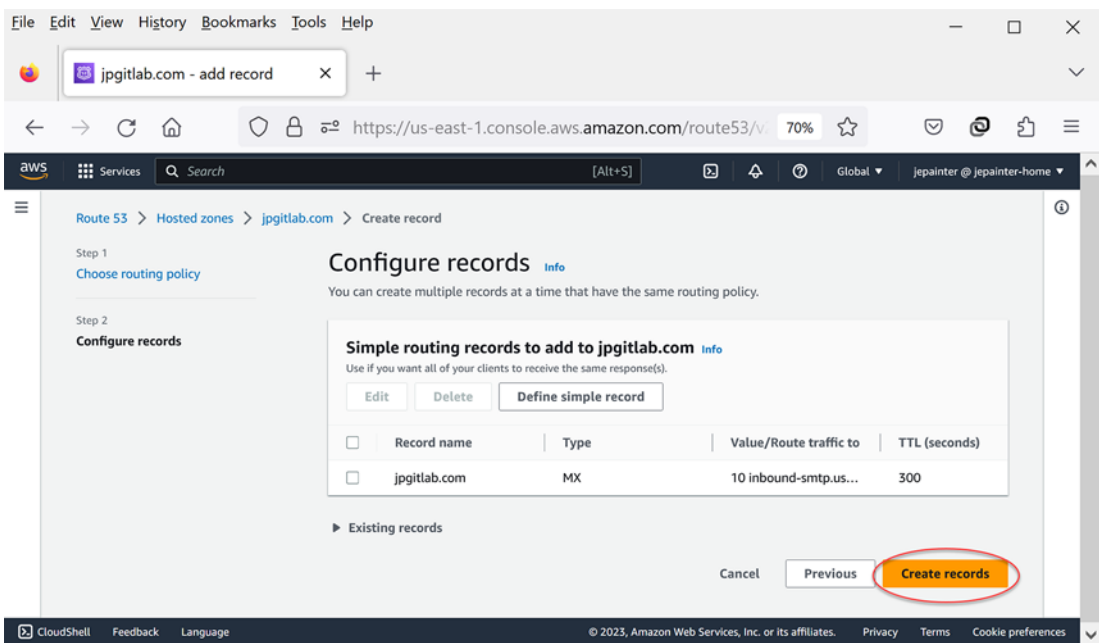 File Edit View History Bookmarks Tools Help
jpgitlab.com - add record
https://us-east-1.console.aws.amazon.com/route53/v2 70%
aws Services Search [Alt+S] Global jepainter @ jepainter-home
Route 53 > Hosted zones > jpgitlab.com > Create record
Step 1
Choose routing policy
Step 2
Configure records
Configure records Info
You can create multiple records at a time that have the same routing policy.
Simple routing records to add to jpgitlab.com Info
Use if you want all of your clients to receive the same response(s).
Edit Delete Define simple record
Record name Type Value/Route traffic to TTL (seconds)
jpgitlab.com MX 10 inbound-smtp.us... 300
Existing records
Cancel Previous Create records
CloudShell Feedback Language © 2023, Amazon Web Services, Inc. or its affiliates. Privacy Terms Cookie preferences